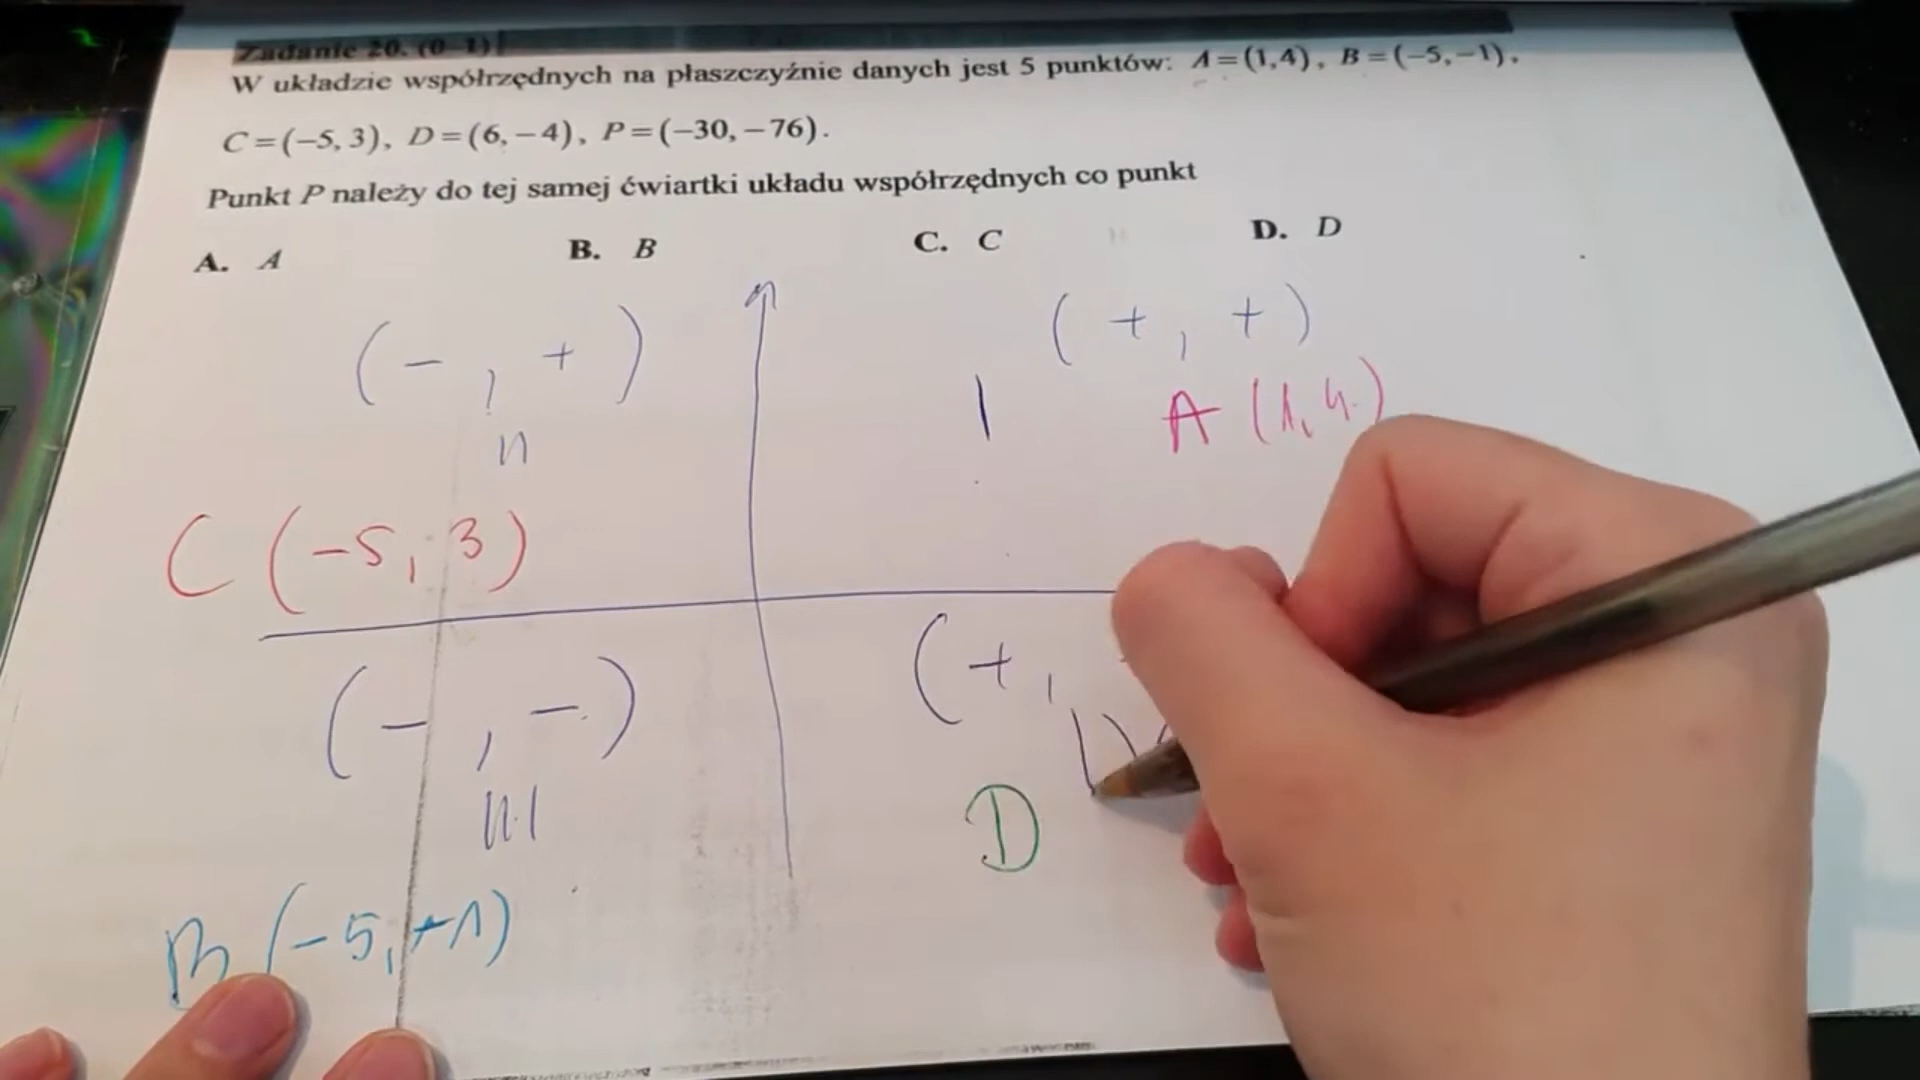 Zadanie 20. (0–1)
W układzie współrzędnych na płaszczyźnie danych jest 5 punktów: A=(1,4), B=(−5,−1),
C=(−5,3), D=(6,−4), P=(−30,−76).
Punkt P należy do tej samej ćwiartki układu współrzędnych co punkt
A. A B. B C. C D. D
(-, +) (+, +)
II I A (1,4)
C (-5, 3)
(-, -) (+,
III IV
D
B (-5,